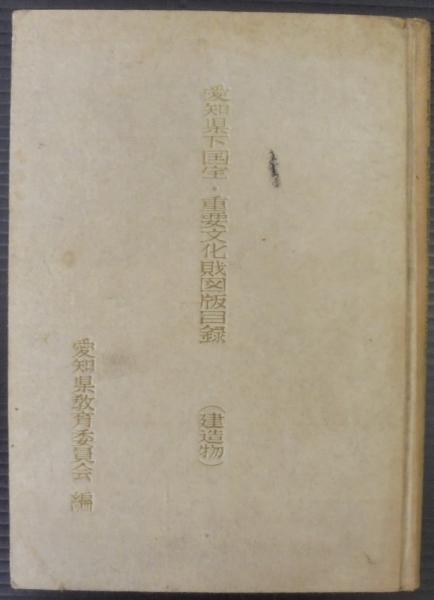 愛知県下国宝・重要文化財図版目録 (建造物)
愛知県教育委員会 編